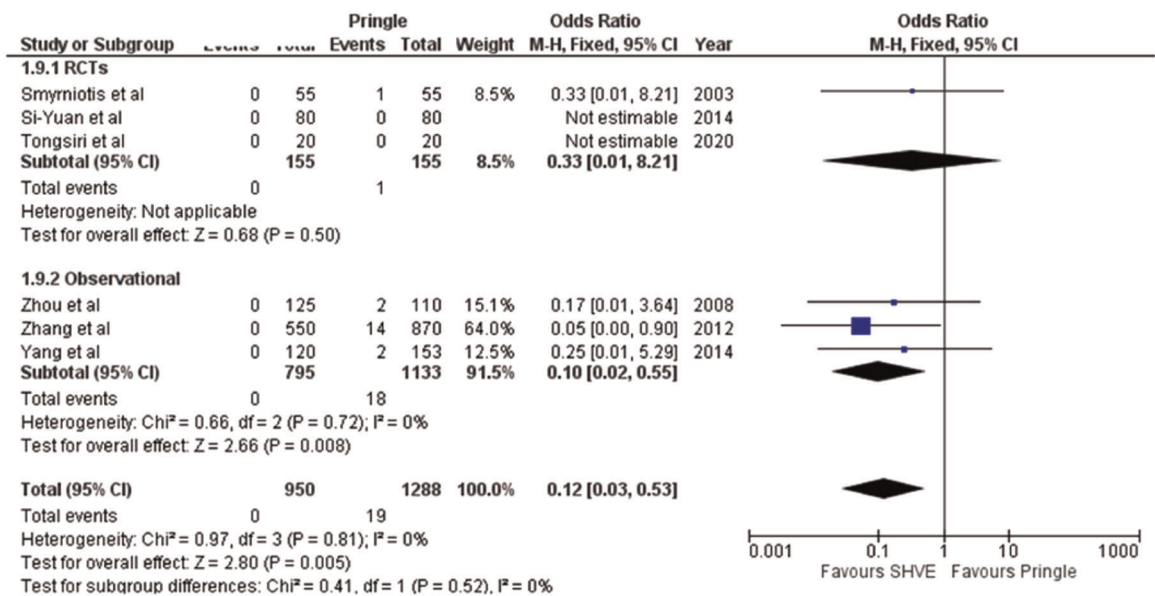 Pringle Odds Ratio Odds Ratio
Study or Subgroup Events Total Weight M-H, Fixed, 95% CI Year M-H, Fixed, 95% CI
1.9.1 RCTs
Smyrniotis et al 0 55 1 55 8.5% 0.33 [0.01, 8.21] 2003
Si-Yuan et al 0 80 0 80 Not estimable 2014
Tongsiri et al 0 20 0 20 Not estimable 2020
Subtotal (95% CI) 155 155 8.5% 0.33 [0.01, 8.21]
Total events 0 1
Heterogeneity: Not applicable
Test for overall effect: Z = 0.68 (P = 0.50)
1.9.2 Observational
Zhou et al 0 125 2 110 15.1% 0.17 [0.01, 3.64] 2008
Zhang et al 0 550 14 870 64.0% 0.05 [0.00, 0.90] 2012
Yang et al 0 120 2 153 12.5% 0.25 [0.01, 5.29] 2014
Subtotal (95% CI) 795 1133 91.5% 0.10 [0.02, 0.55]
Total events 0 18
Heterogeneity: Chi² = 0.66, df = 2 (P = 0.72); I² = 0%
Test for overall effect: Z = 2.66 (P = 0.008)
Total (95% CI) 950 1288 100.0% 0.12 [0.03, 0.53]
Total events 0 19
Heterogeneity: Chi² = 0.97, df = 3 (P = 0.81); I² = 0%
Test for overall effect: Z = 2.80 (P = 0.005)
Test for subgroup differences: Chi² = 0.41, df = 1 (P = 0.52), I² = 0%
0.001 0.1 1 10 1000
Favours SHVE Favours Pringle